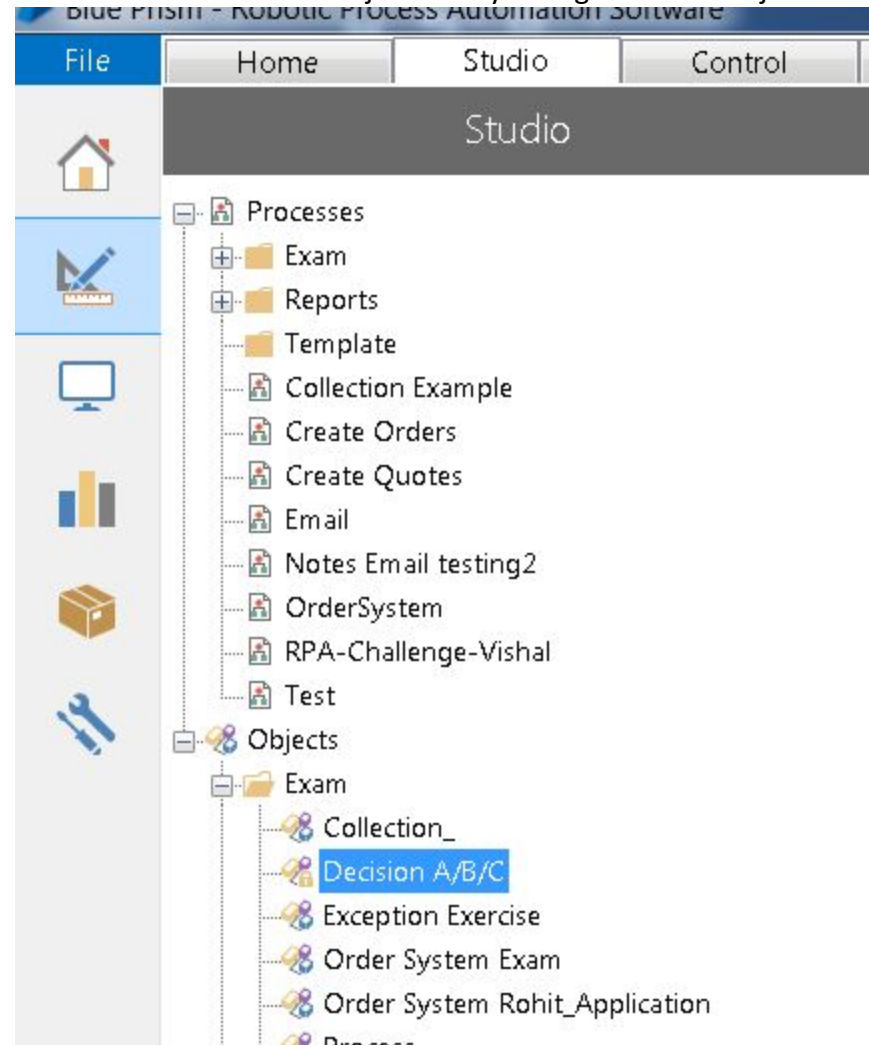 Blue Prism - Robotic Process Automation Software
File Home Studio Control
Studio
Processes
Exam
Reports
Template
Collection Example
Create Orders
Create Quotes
Email
Notes Email testing2
OrderSystem
RPA-Challenge-Vishal
Test
Objects
Exam
Collection_
Decision A/B/C
Exception Exercise
Order System Exam
Order System Rohit_Application
Process